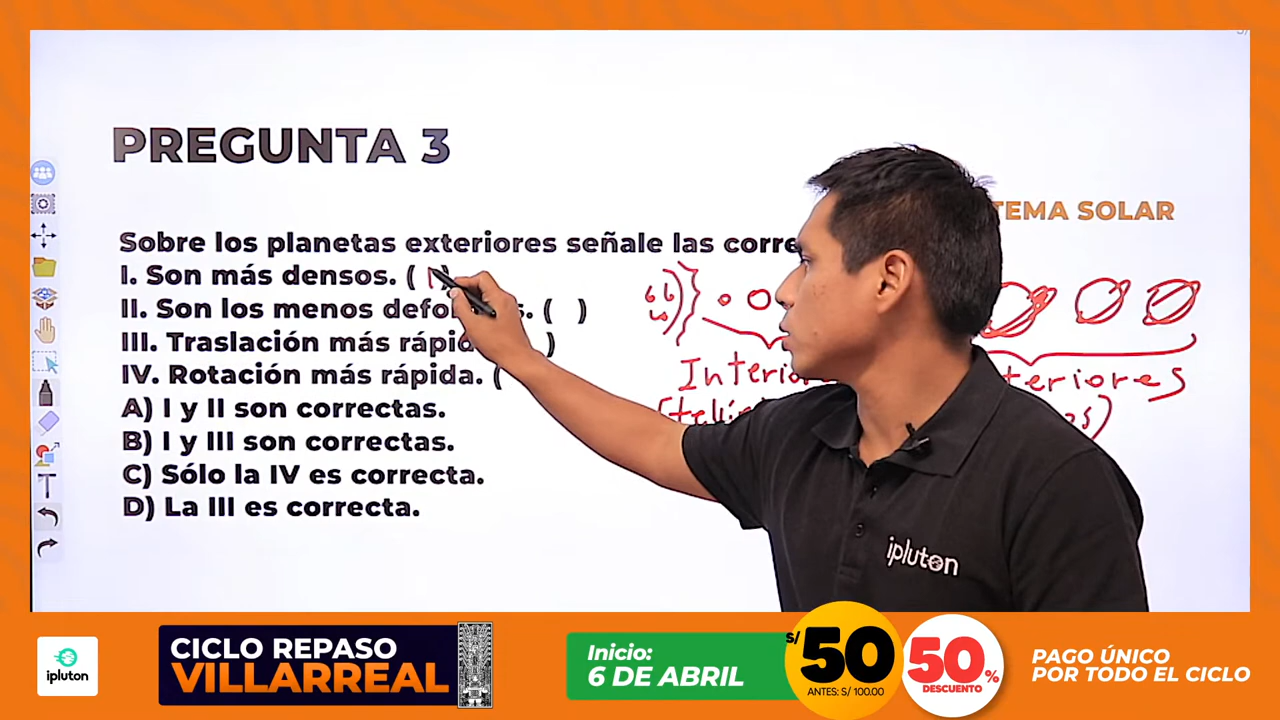 PREGUNTA 3
TEMA SOLAR
Sobre los planetas exteriores señale las corre
I. Son más densos. ( )
II. Son los menos defo s. ( )
III. Traslación más rápid )
IV. Rotación más rápida. (
A) I y II son correctas.
B) I y III son correctas.
C) Sólo la IV es correcta.
D) La III es correcta.
Interio
teriores
ipluton
ipluton
CICLO REPASO
VILLARREAL
Inicio:
6 DE ABRIL
S/ 50
ANTES: S/ 100.00
50%
DESCUENTO
PAGO ÚNICO
POR TODO EL CICLO